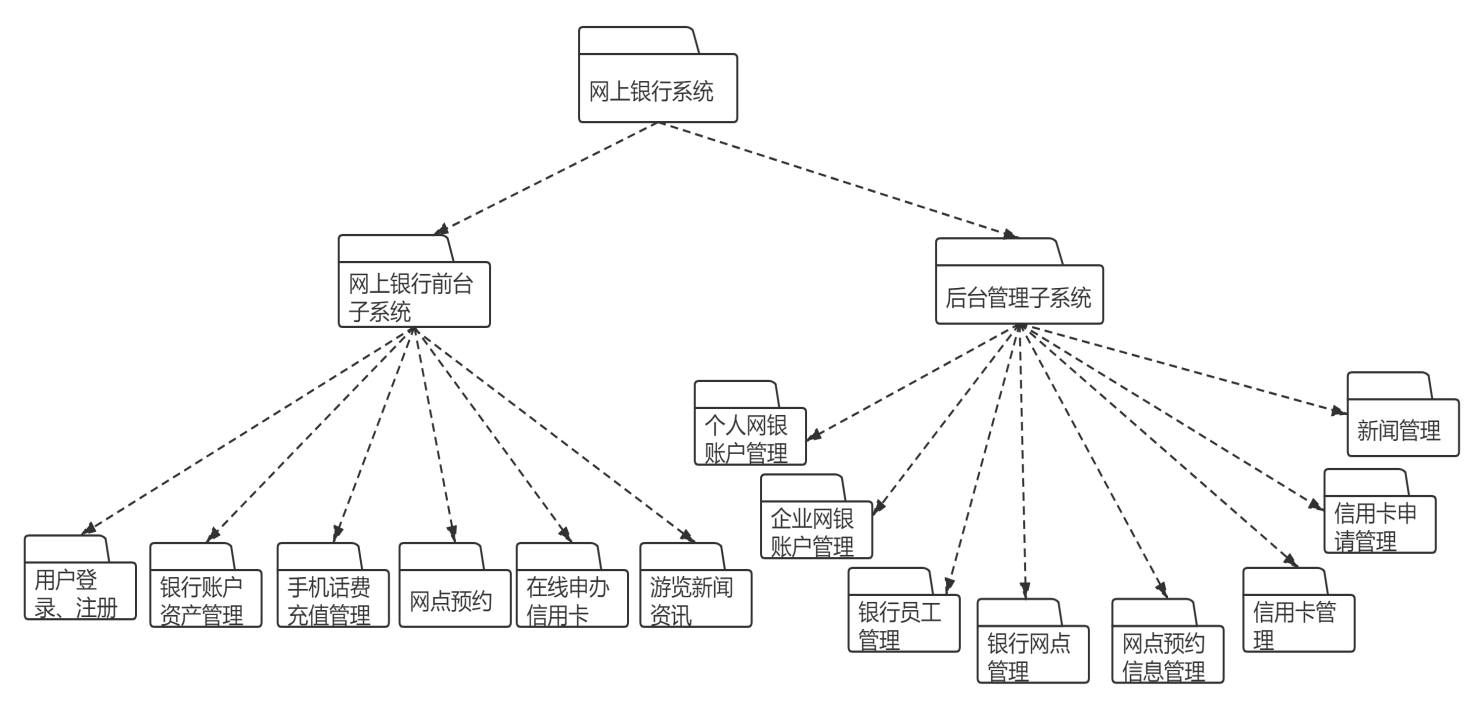 网上银行系统
网上银行前台
子系统
后台管理子系统
个人网银
账户管理
新闻管理
企业网银
账户管理
信用卡申
请管理
用户登
录、注册
银行账户
资产管理
手机话费
充值管理
网点预约
在线申办
信用卡
游览新闻
资讯
银行员工
管理
银行网点
管理
网点预约
信息管理
信用卡管
理